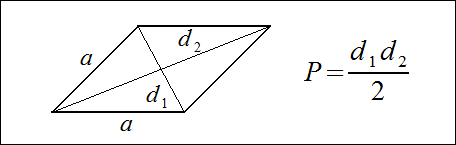 a
d₂
d₁
a
P = d₁d₂/2